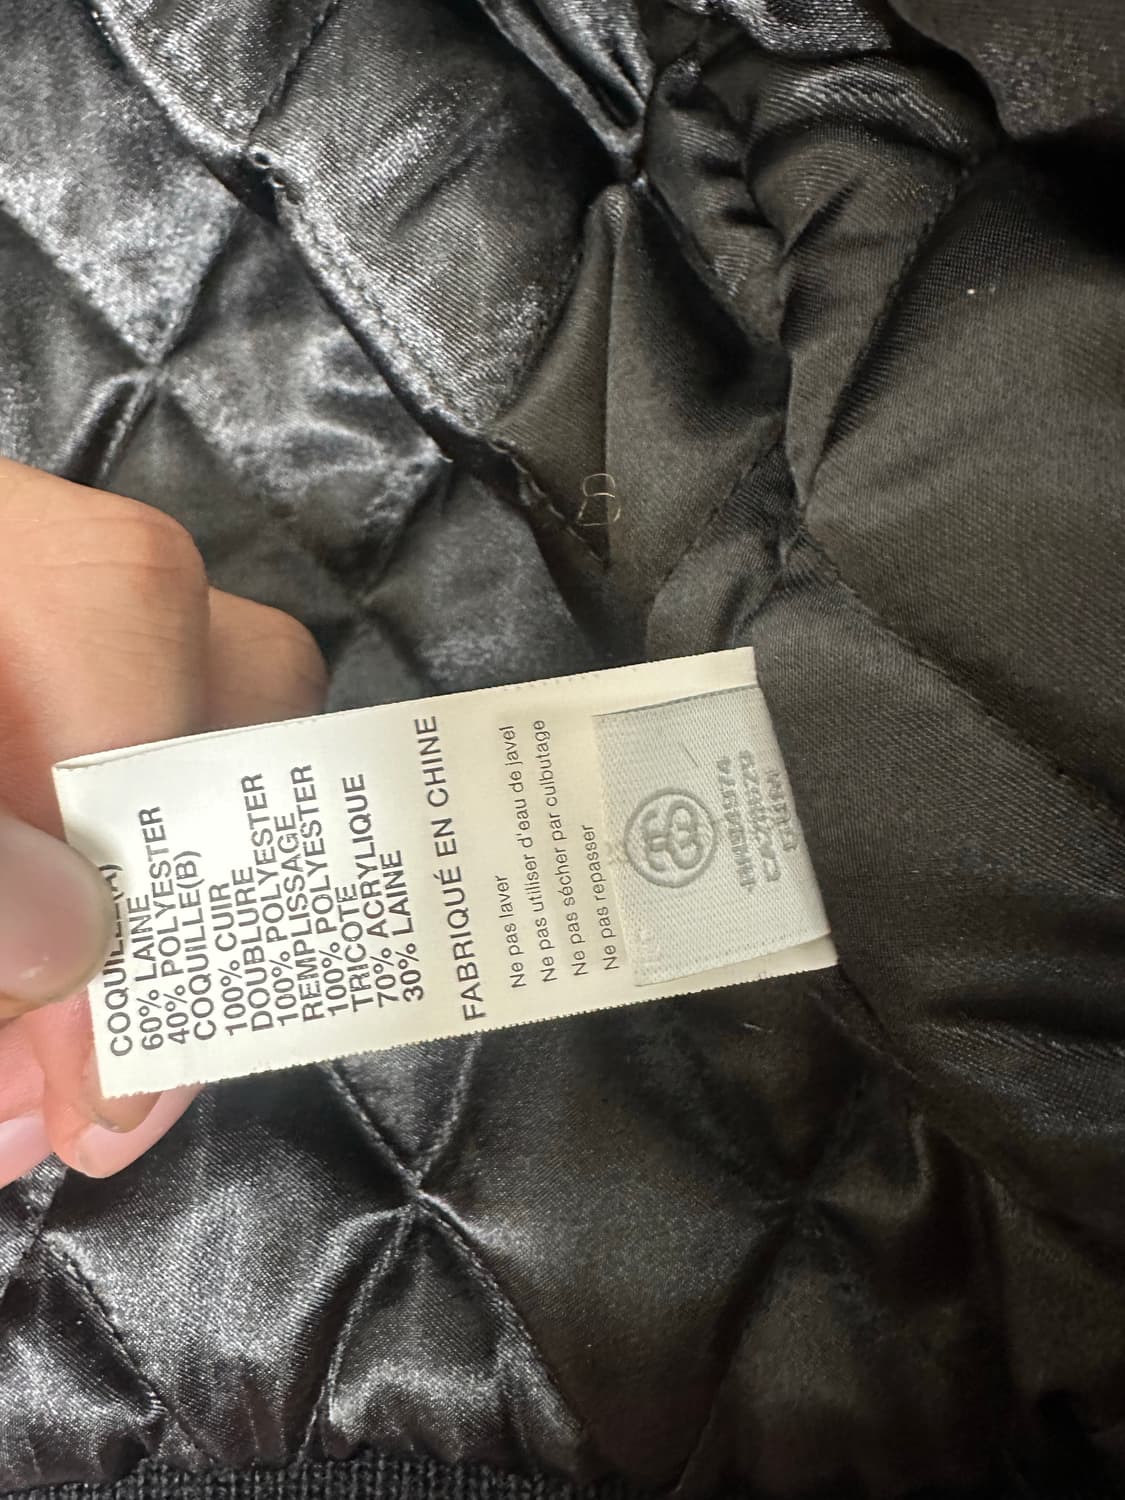 COQUILLE(A)
60% LAINE
40% POLYESTER
COQUILLE(B)
100% CUIR
DOUBLURE
100% POLYESTER
REMPLISSAGE
100% POLYESTER
TRICOTÉ
70% ACRYLIQUE
30% LAINE
FABRIQUÉ EN CHINE
Ne pas laver
Ne pas utiliser d'eau de javel
Ne pas sécher par culbutage
Ne pas repasser